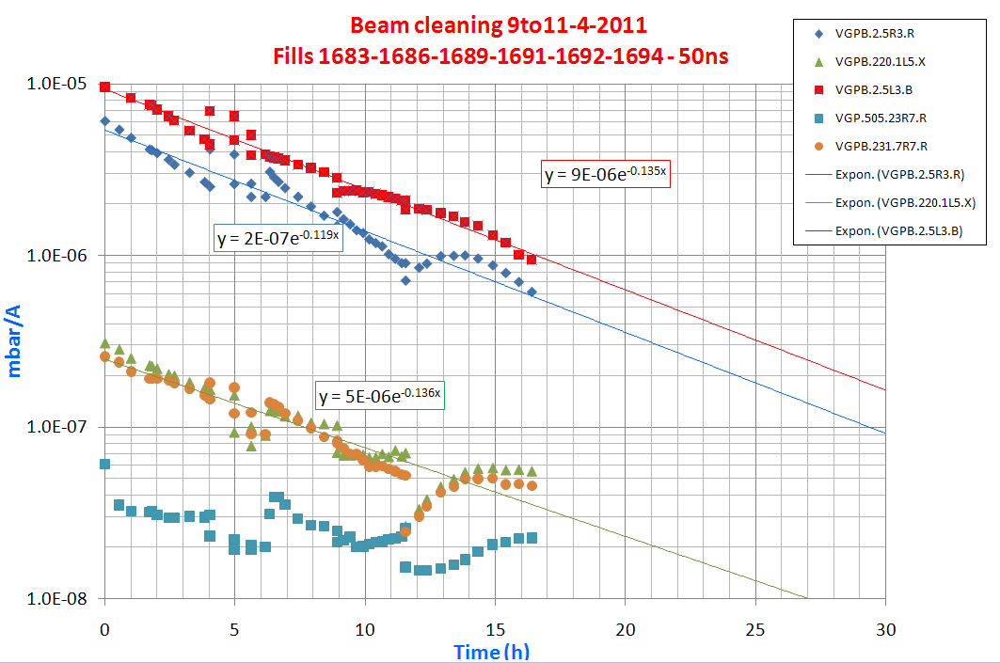 Beam cleaning 9to11-4-2011
Fills 1683-1686-1689-1691-1692-1694 - 50ns
VGPB.2.5R3.R
VGPB.220.1L5.X
VGPB.2.5L3.B
VGP.505.23R7.R
VGPB.231.7R7.R
Expon. (VGPB.2.5R3.R)
Expon. (VGPB.220.1L5.X)
Expon. (VGPB.2.5L3.B)
1.0E-05
1.0E-06
1.0E-07
1.0E-08
mbar/A
y = 9E-06e-0.135x
y = 2E-07e-0.119x
y = 5E-06e-0.136x
0 5 10 15 20 25 30
Time (h)